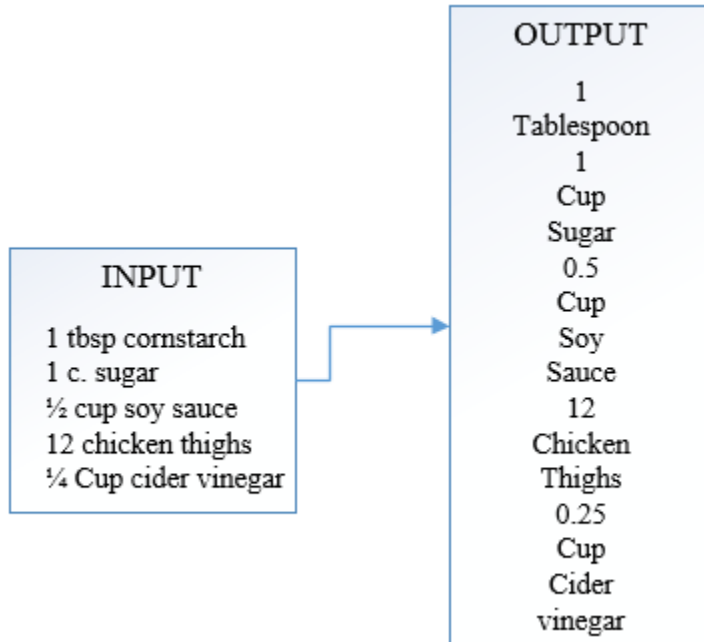 INPUT
1 tbsp cornstarch
1 c. sugar
½ cup soy sauce
12 chicken thighs
¼ Cup cider vinegar
OUTPUT
1
Tablespoon
1
Cup
Sugar
0.5
Cup
Soy
Sauce
12
Chicken
Thighs
0.25
Cup
Cider
vinegar